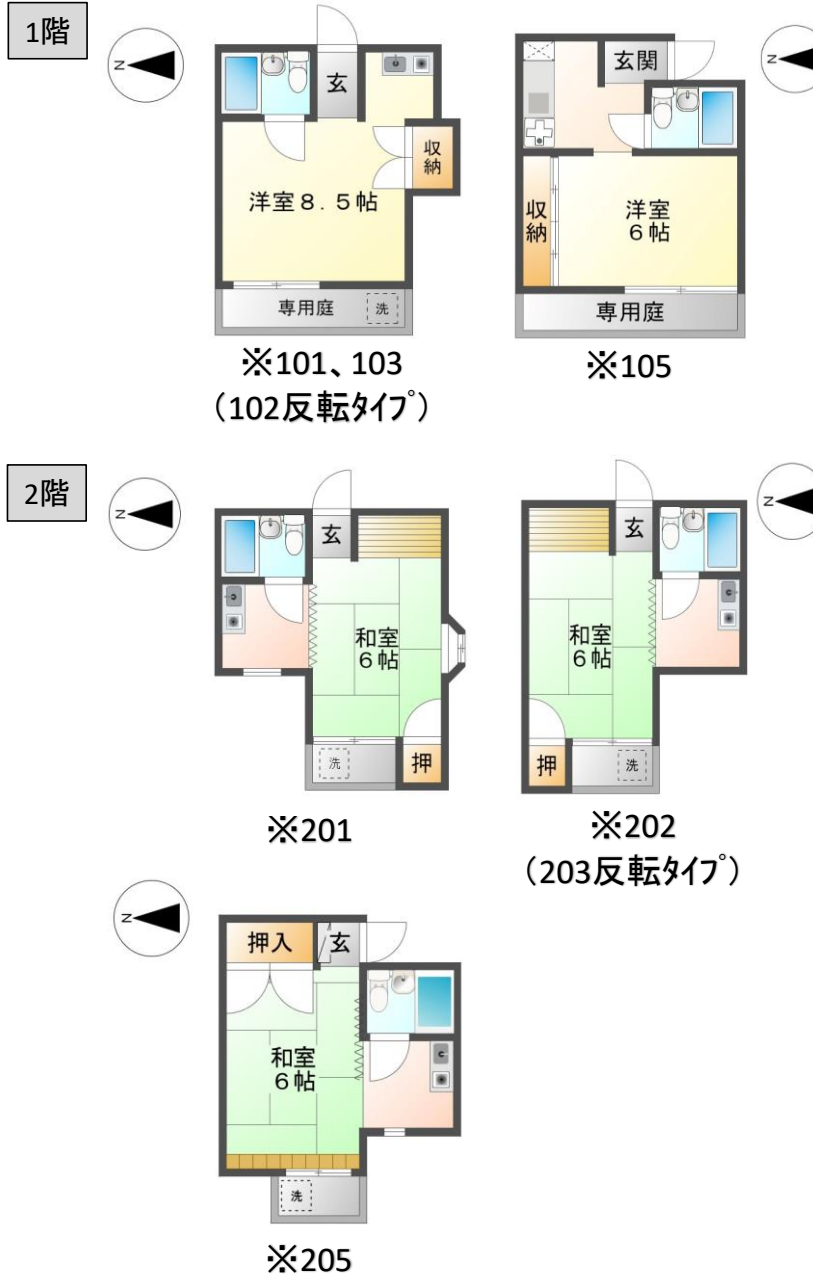 1階
N
玄
収納
洋室8.5帖
専用庭
洗
※101、103
（102反転ﾀｲﾌﾟ）
玄関
N
収納
洋室
6帖
専用庭
※105
2階
N
玄
和室
6帖
洗
押
※201
N
玄
和室
6帖
押
洗
※202
（203反転ﾀｲﾌﾟ）
N
押入
玄
和室
6帖
洗
※205